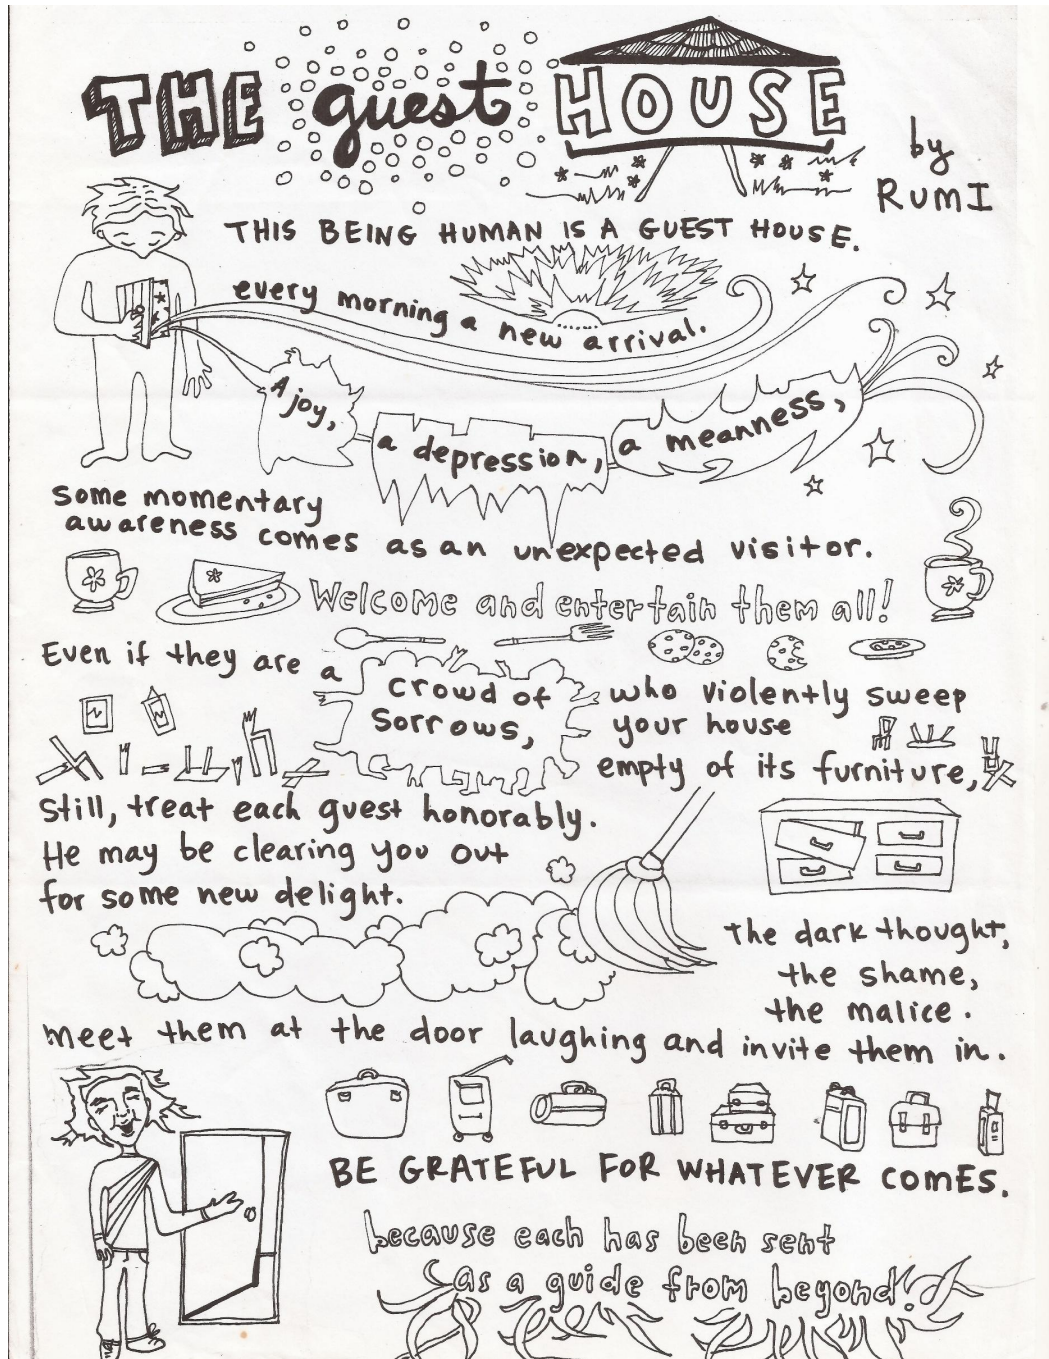 THE guest HOUSE
by
RUMI
THIS BEING HUMAN IS A GUEST HOUSE.
every morning a new arrival.
A joy,
a depression,
a meanness,
some momentary
awareness comes as an unexpected visitor.
Welcome and entertain them all!
Even if they are a
crowd of
sorrows,
who violently sweep
your house
empty of its furniture,
still, treat each guest honorably.
He may be clearing you out
for some new delight.
the dark thought,
the shame,
the malice.
meet them at the door laughing and invite them in.
BE GRATEFUL FOR WHATEVER COMES.
because each has been sent
as a guide from beyond!